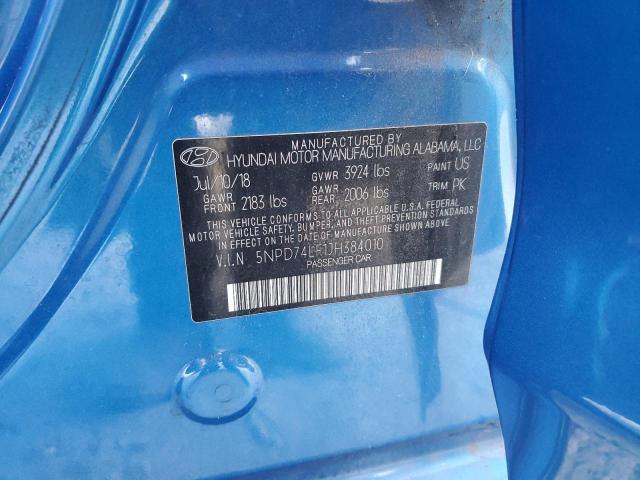 MANUFACTURED BY
HYUNDAI MOTOR MANUFACTURING ALABAMA, LLC
Jul/10/18 GVWR 3924 lbs PAINT US
GAWR FRONT 2183 lbs GAWR REAR 2006 lbs TRIM PK
THIS VEHICLE CONFORMS TO ALL APPLICABLE U.S.A. FEDERAL
MOTOR VEHICLE SAFETY, BUMPER, AND THEFT PREVENTION
STANDARDS IN EFFECT ON THE DATE OF MANUFACTURE SHOWN ABOVE.
V.I.N 5NPD74LF1JH384010
PASSENGER CAR